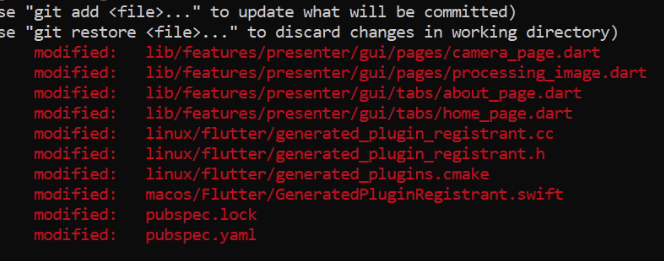 se "git add <file>..." to update what will be committed)
se "git restore <file>..." to discard changes in working directory)
modified: lib/features/presenter/gui/pages/camera_page.dart
modified: lib/features/presenter/gui/pages/processing_image.dart
modified: lib/features/presenter/gui/tabs/about_page.dart
modified: lib/features/presenter/gui/tabs/home_page.dart
modified: linux/flutter/generated_plugin_registrant.cc
modified: linux/flutter/generated_plugin_registrant.h
modified: linux/flutter/generated_plugins.cmake
modified: macos/Flutter/GeneratedPluginRegistrant.swift
modified: pubspec.lock
modified: pubspec.yaml